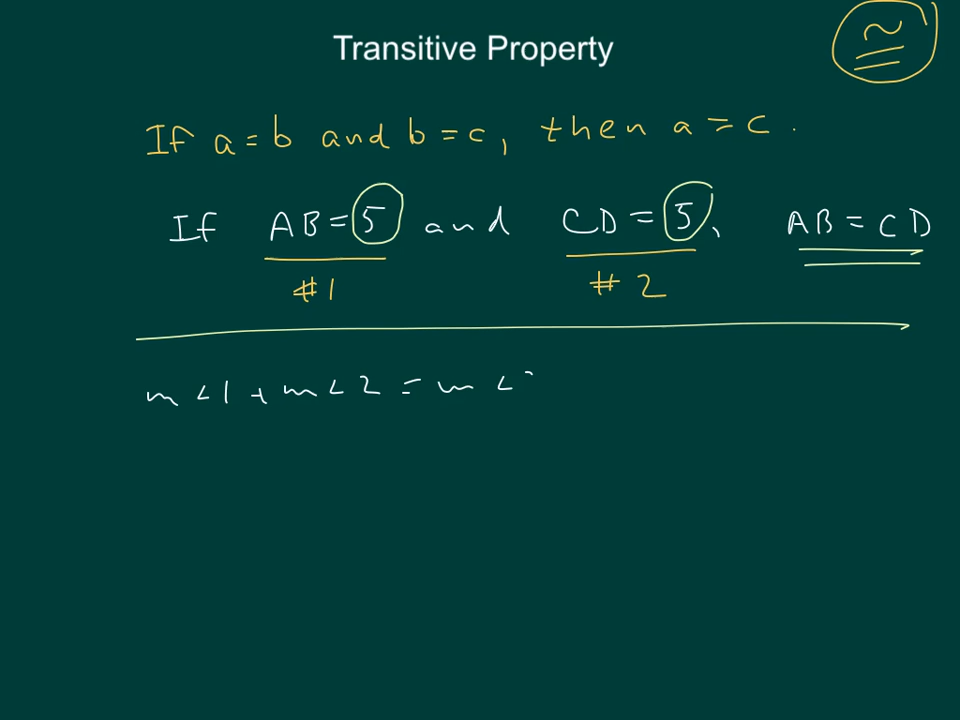 Transitive Property
≅
If a = b and b = c, then a = c.
If AB = 5 and CD = 5, AB = CD
#1 #2
m<1 + m<2 = m<